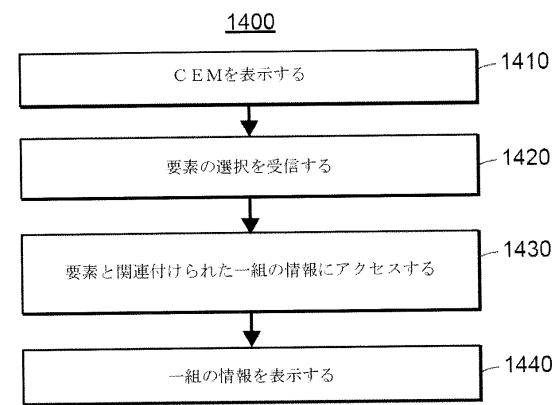 1400
CEMを表示する
1410
要素の選択を受信する
1420
要素と関連付けられた一組の情報にアクセスする
1430
一組の情報を表示する
1440